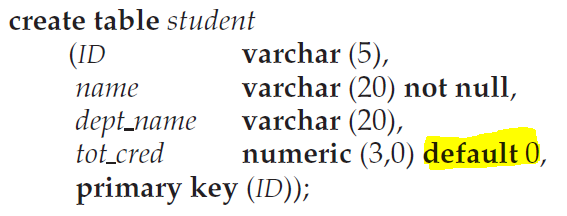 create table student
(ID varchar (5),
name varchar (20) not null,
dept_name varchar (20),
tot_cred numeric (3,0) default 0,
primary key (ID));